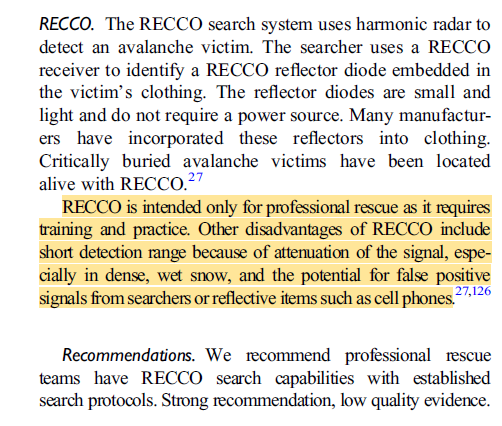 RECCO. The RECCO search system uses harmonic radar to
detect an avalanche victim. The searcher uses a RECCO
receiver to identify a RECCO reflector diode embedded in
the victim's clothing. The reflector diodes are small and
light and do not require a power source. Many manufactur-
ers have incorporated these reflectors into clothing.
Critically buried avalanche victims have been located
alive with RECCO.27
RECCO is intended only for professional rescue as it requires
training and practice. Other disadvantages of RECCO include
short detection range because of attenuation of the signal, espe-
cially in dense, wet snow, and the potential for false positive
signals from searchers or reflective items such as cell phones.27,126
Recommendations. We recommend professional rescue
teams have RECCO search capabilities with established
search protocols. Strong recommendation, low quality evidence.